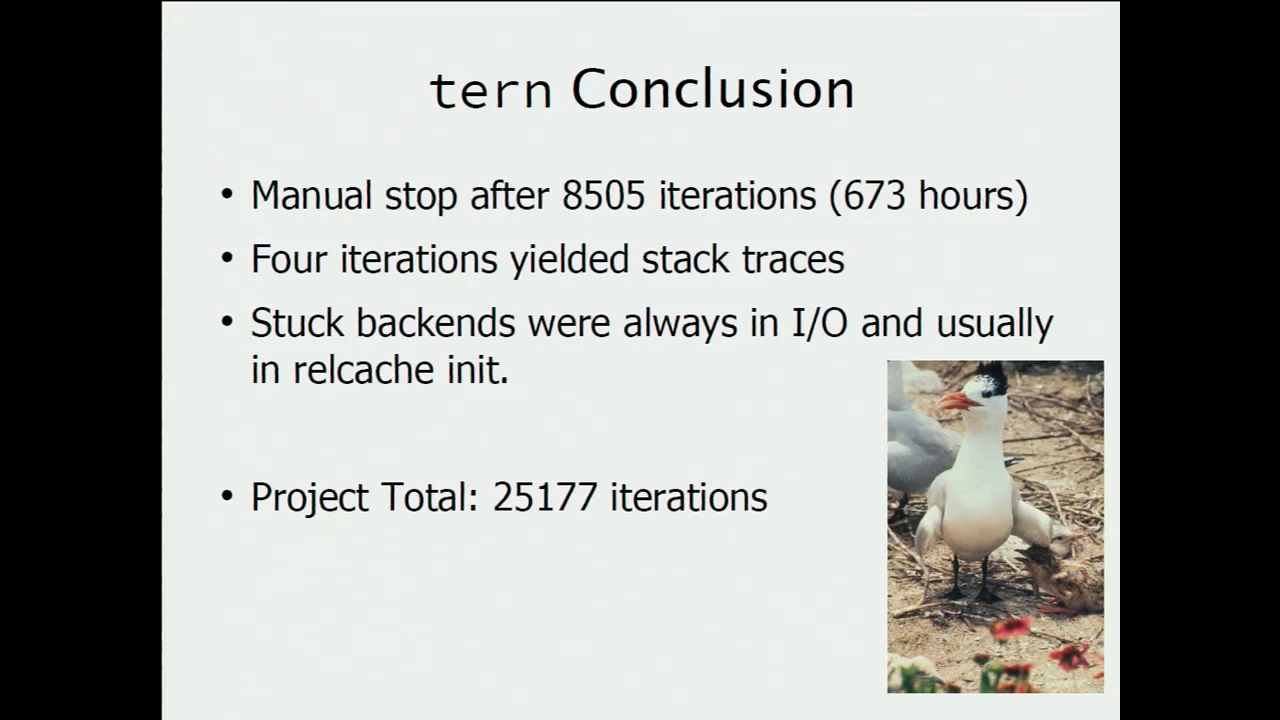 tern Conclusion
• Manual stop after 8505 iterations (673 hours)
• Four iterations yielded stack traces
• Stuck backends were always in I/O and usually
in relcache init.
• Project Total: 25177 iterations